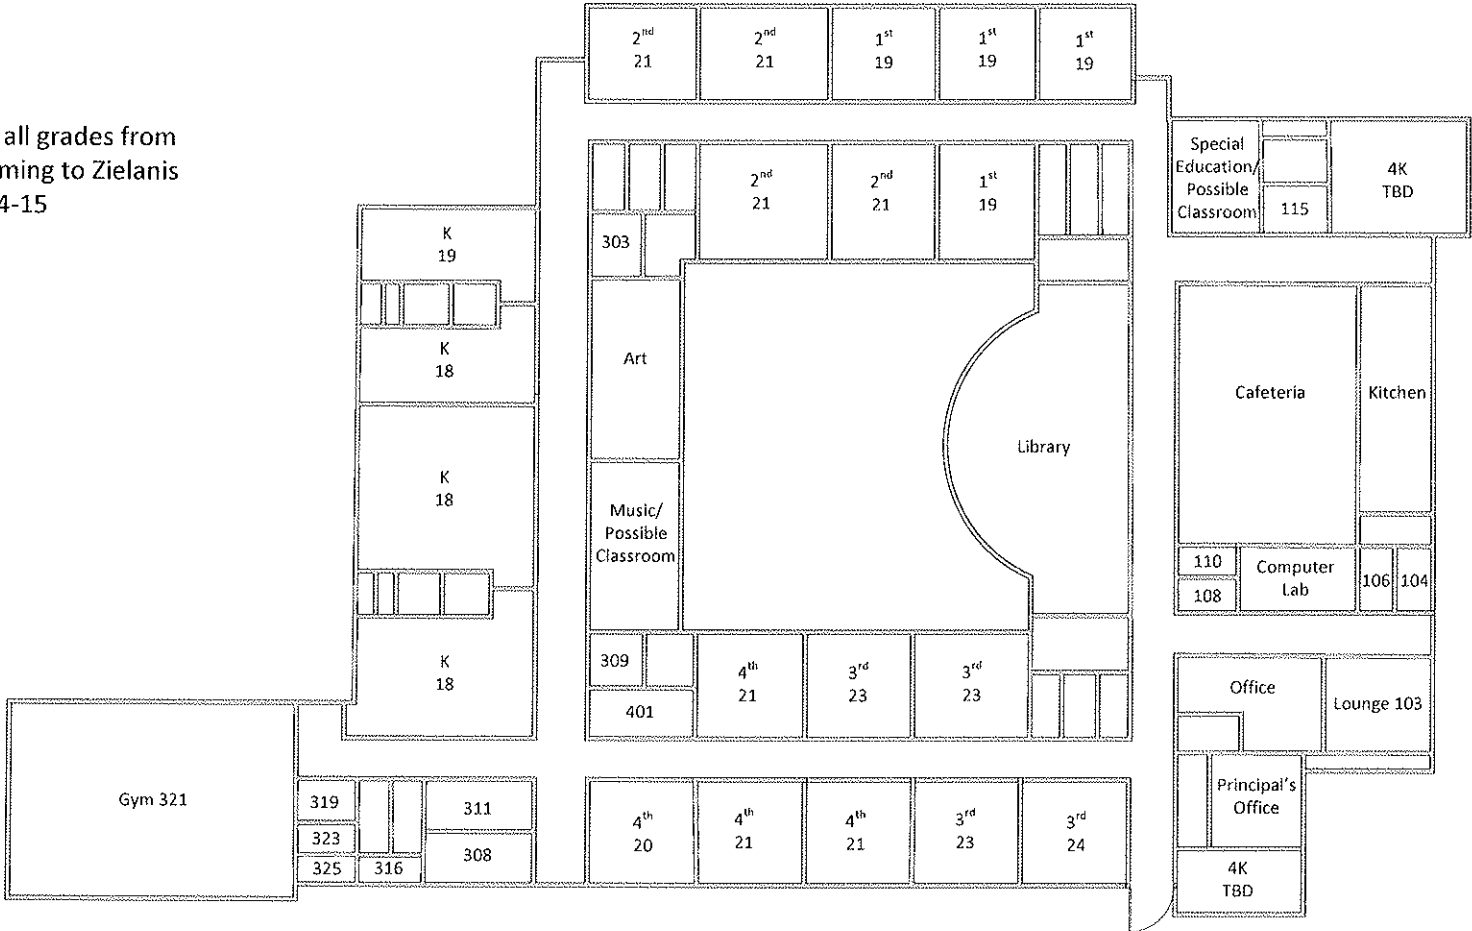 all grades from
ming to Zielanis
4-15
2nd
21
2nd
21
1st
19
1st
19
1st
19
Special
Education/
Possible
Classroom
115
4K
TBD
2nd
21
2nd
21
1st
19
303
K
19
K
18
K
18
K
18
Art
Music/
Possible
Classroom
Library
Cafeteria
Kitchen
110
108
Computer
Lab
106
104
309
401
4th
21
3rd
23
3rd
23
Office
Lounge 103
Principal's
Office
4K
TBD
Gym 321
319
323
325
316
311
308
4th
20
4th
21
4th
21
3rd
23
3rd
24